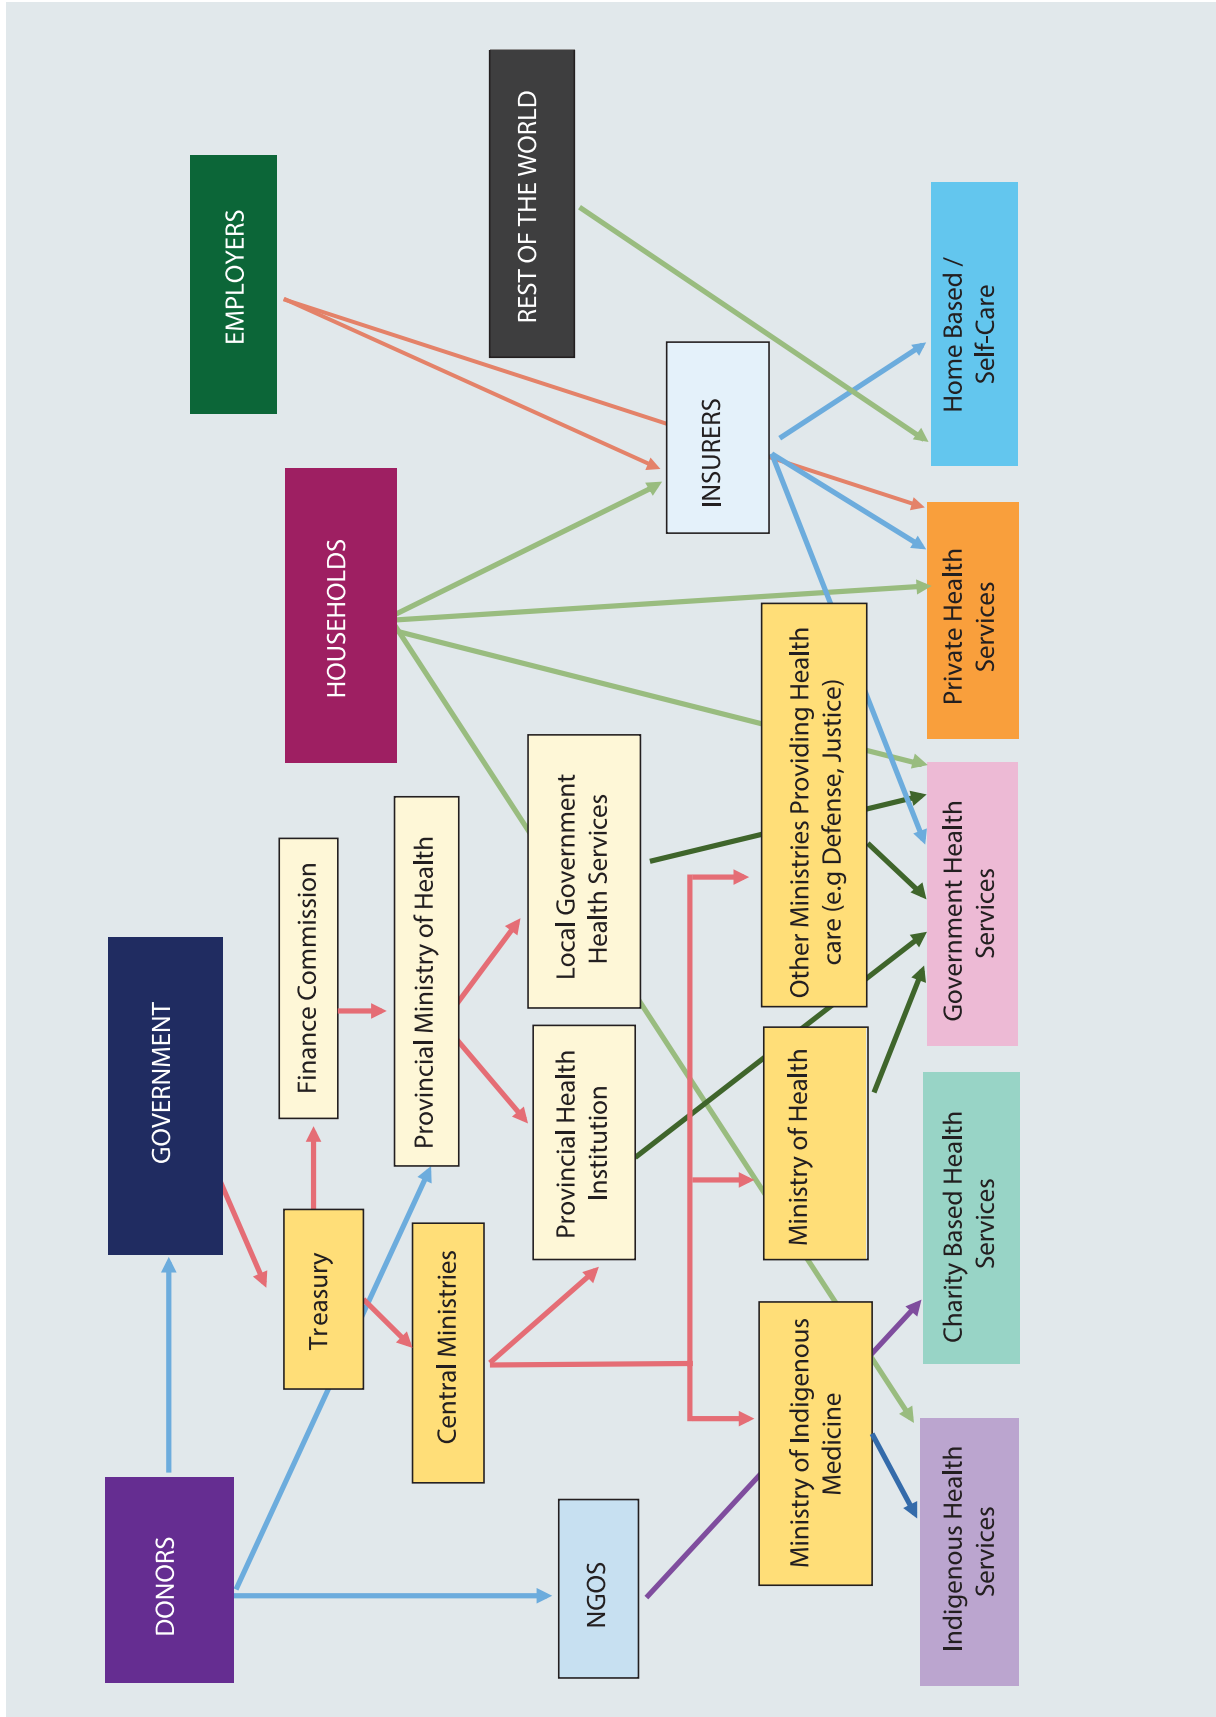 DONORS
GOVERNMENT
EMPLOYERS
Treasury
Finance Commission
HOUSEHOLDS
Central Ministries
Provincial Ministry of Health
REST OF THE WORLD
NGOS
Provincial Health
Institution
Local Government
Health Services
INSURERS
Ministry of Indigenous
Medicine
Ministry of Health
Other Ministries Providing Health
care (e.g Defense, Justice)
Indigenous Health
Services
Charity Based Health
Services
Government Health
Services
Private Health
Services
Home Based /
Self-Care